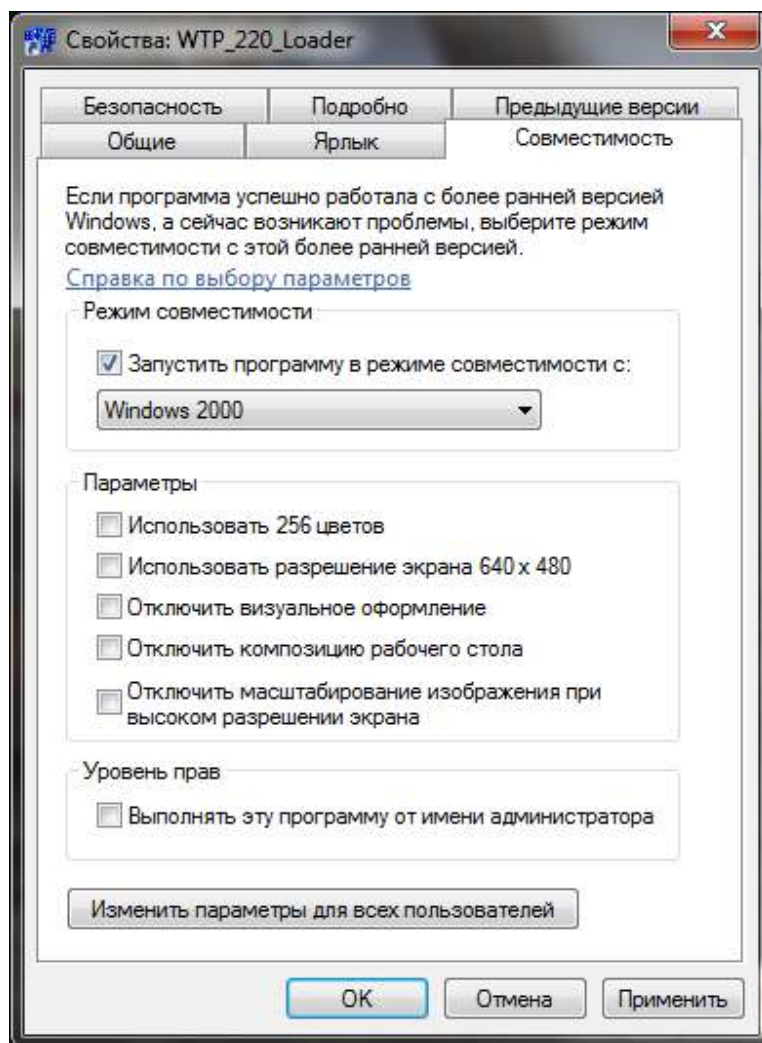 Свойства: WTP_220_Loader
Безопасность
Подробно
Предыдущие версии
Общие
Ярлык
Совместимость
Если программа успешно работала с более ранней версией
Windows, а сейчас возникают проблемы, выберите режим
совместимости с этой более ранней версией.
Справка по выбору параметров
Режим совместимости
Запустить программу в режиме совместимости с:
Windows 2000
Параметры
Использовать 256 цветов
Использовать разрешение экрана 640 x 480
Отключить визуальное оформление
Отключить композицию рабочего стола
Отключить масштабирование изображения при
высоком разрешении экрана
Уровень прав
Выполнять эту программу от имени администратора
Изменить параметры для всех пользователей
OK
Отмена
Применить